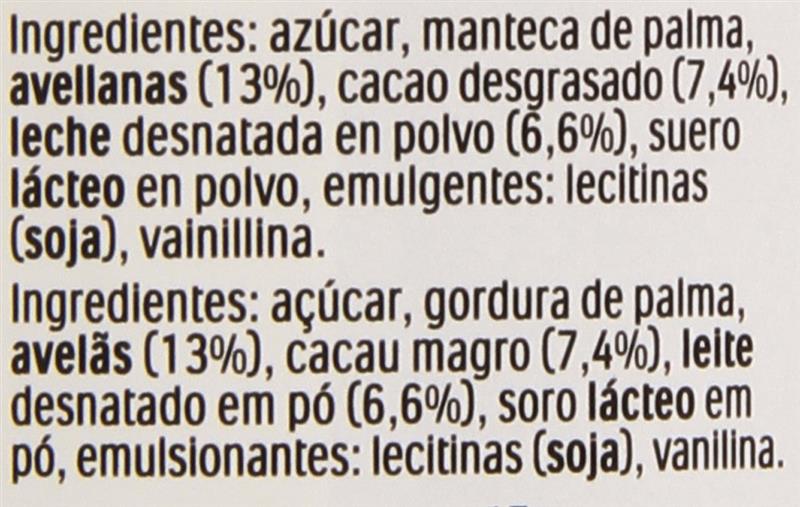 Ingredientes: azúcar, manteca de palma,
avellanas (13%), cacao desgrasado (7,4%),
leche desnatada en polvo (6,6%), suero
lácteo en polvo, emulgentes: lecitinas
(soja), vainillina.
Ingredientes: açúcar, gordura de palma,
avelãs (13%), cacau magro (7,4%), leite
desnatado em pó (6,6%), soro lácteo em
pó, emulsionantes: lecitinas (soja), vanilina.